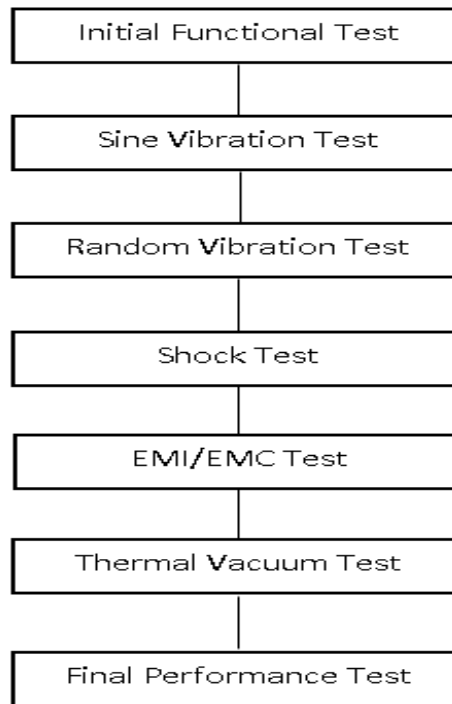 Initial Functional Test
Sine Vibration Test
Random Vibration Test
Shock Test
EMI/EMC Test
Thermal Vacuum Test
Final Performance Test